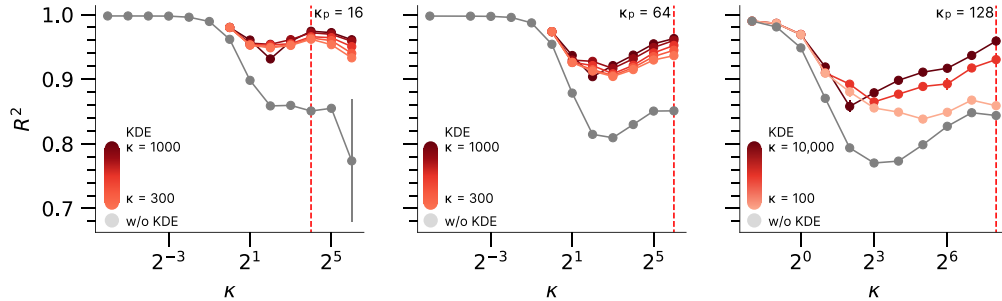 κₚ = 16
1.0
0.9
0.8
0.7
R²
KDE
κ = 1000
κ = 300
w/o KDE
2⁻³
2¹
2⁵
κ
κₚ = 64
KDE
κ = 1000
κ = 300
w/o KDE
2⁻³
2¹
2⁵
κ
κₚ = 128
KDE
κ = 10,000
κ = 100
w/o KDE
2⁰
2³
2⁶
κ